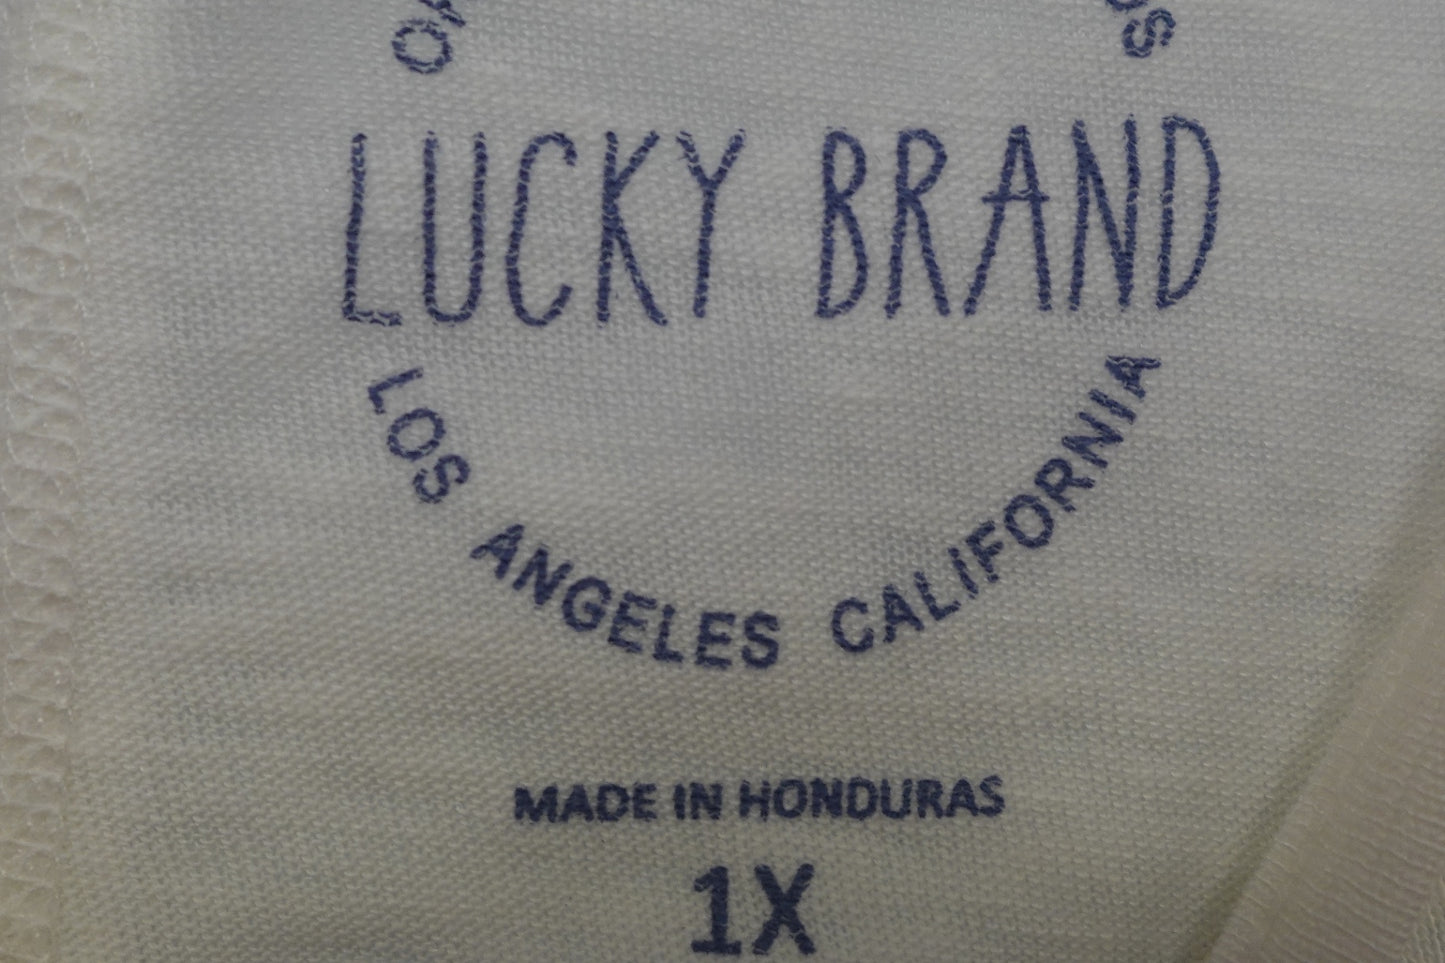 LUCKY BRAND
LOS ANGELES CALIFORNIA
MADE IN HONDURAS
1X